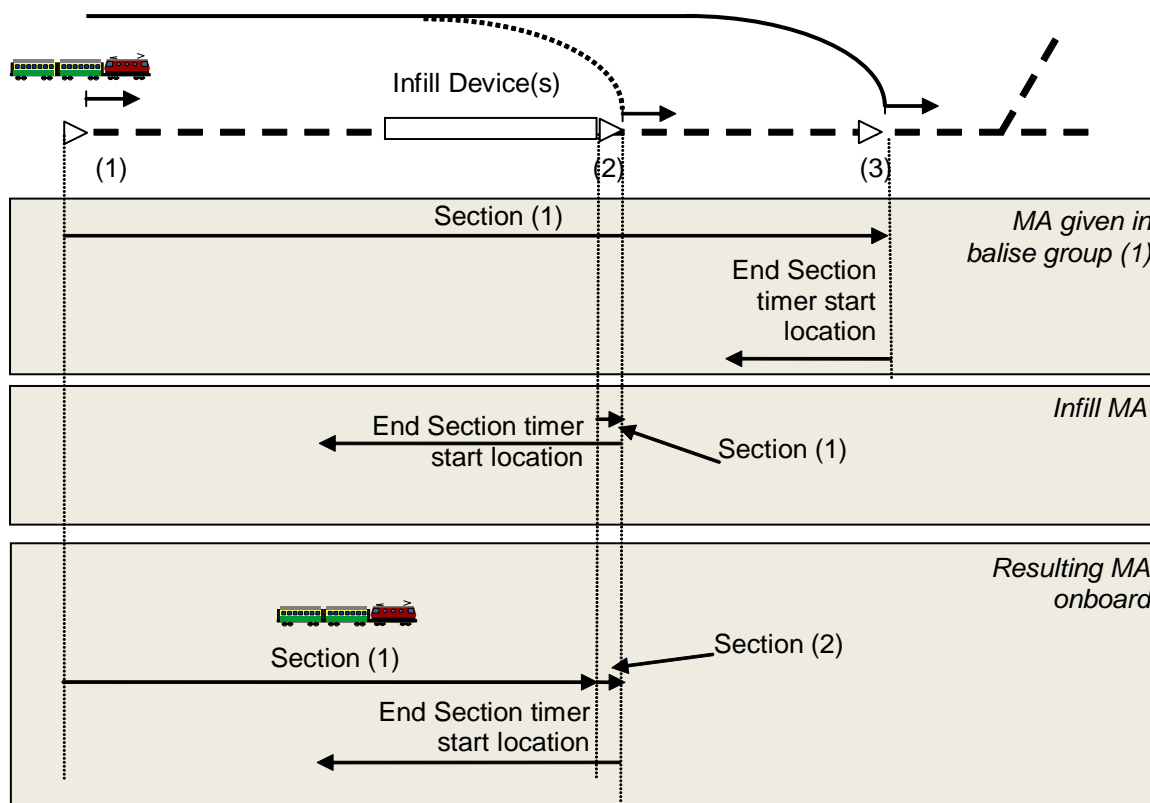 Infill Device(s)
(1)
(2)
(3)
Section (1)
MA given in
balise group (1)
End Section
timer start
location
Infill MA
End Section timer
start location
Section (1)
Resulting MA
onboard
Section (1)
Section (2)
End Section timer
start location